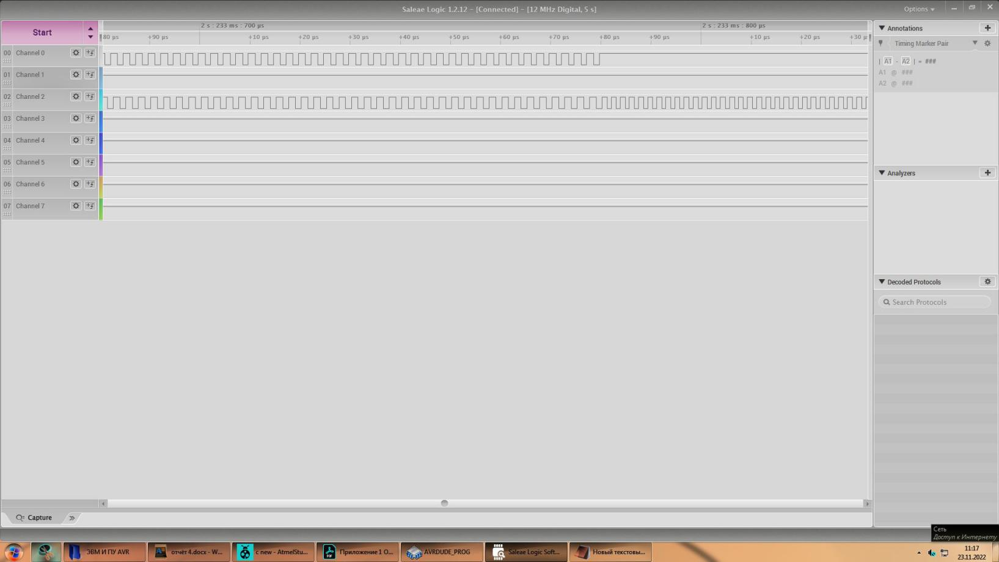 Saleae Logic 1.2.12 - [Connected] - [12 MHz Digital, 5 s]
Options
Start
2 s : 233 ms : 700 µs
2 s : 233 ms : 800 µs
80 µs
+90 µs
+10 µs
+20 µs
+30 µs
+40 µs
+50 µs
+60 µs
+70 µs
+80 µs
+90 µs
+10 µs
+20 µs
+30 µ
00 Channel 0
01 Channel 1
02 Channel 2
03 Channel 3
04 Channel 4
05 Channel 5
06 Channel 6
07 Channel 7
Annotations
Timing Marker Pair
| A1 - A2 | = ###
A1 @ ###
A2 @ ###
Analyzers
Decoded Protocols
Search Protocols
Capture
Сеть
Доступ к Интернету
ЭВМ И ПУ AVR
отчёт 4.docx - W...
c new - AtmelStu...
PDF
Приложение 1 О...
AVRDUDE_PROG
Saleae Logic Soft...
Новый текстовы...
11:17
23.11.2022